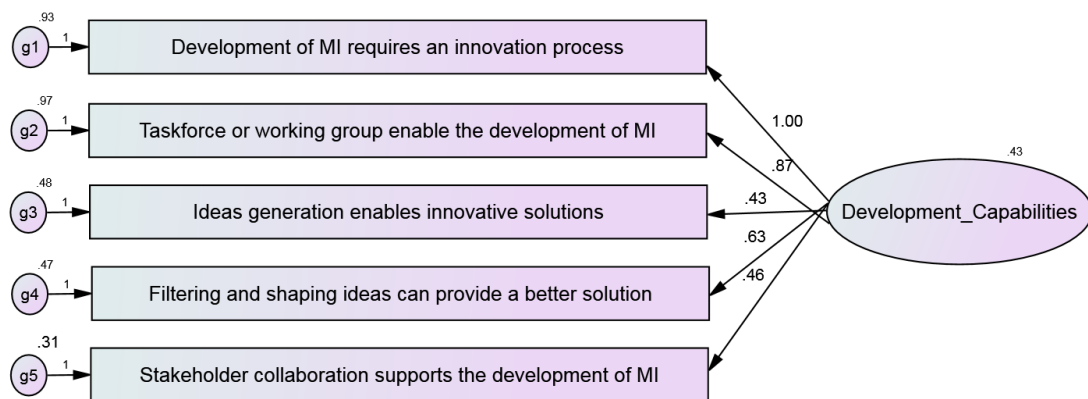 .93
g1
1
Development of MI requires an innovation process
.97
g2
1
Taskforce or working group enable the development of MI
.48
g3
1
Ideas generation enables innovative solutions
.47
g4
1
Filtering and shaping ideas can provide a better solution
.31
g5
1
Stakeholder collaboration supports the development of MI
1.00
.87
.43
.63
.46
.43
Development_Capabilities